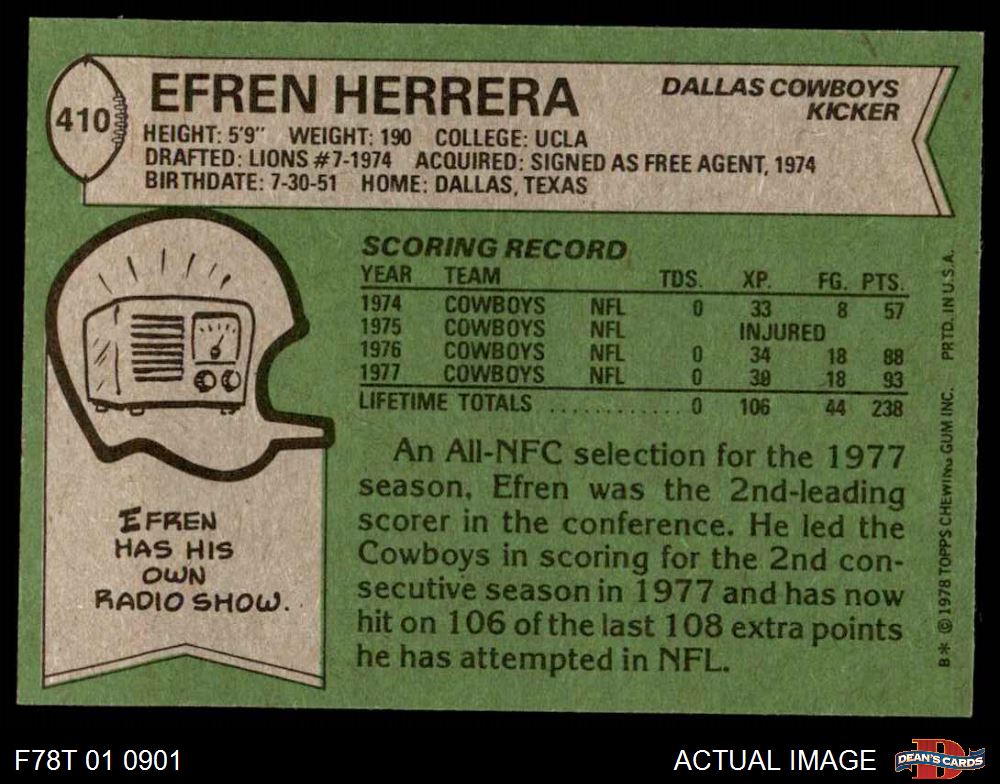 410
EFREN HERRERA
DALLAS COWBOYS
KICKER
HEIGHT: 5'9" WEIGHT: 190 COLLEGE: UCLA
DRAFTED: LIONS #7-1974 ACQUIRED: SIGNED AS FREE AGENT, 1974
BIRTHDATE: 7-30-51 HOME: DALLAS, TEXAS
SCORING RECORD
YEAR TEAM TDS. XP. FG. PTS.
1974 COWBOYS NFL 0 33 8 57
1975 COWBOYS NFL INJURED
1976 COWBOYS NFL 0 34 18 88
1977 COWBOYS NFL 0 39 18 93
LIFETIME TOTALS ............ 0 106 44 238
An All-NFC selection for the 1977
season, Efren was the 2nd-leading
scorer in the conference. He led the
Cowboys in scoring for the 2nd con-
secutive season in 1977 and has now
hit on 106 of the last 108 extra points
he has attempted in NFL.
EFREN
HAS HIS
OWN
RADIO SHOW.
B* © 1978 TOPPS CHEWING GUM INC. PRTD. IN U.S.A.
F78T 01 0901
ACTUAL IMAGE
DEAN'S CARDS